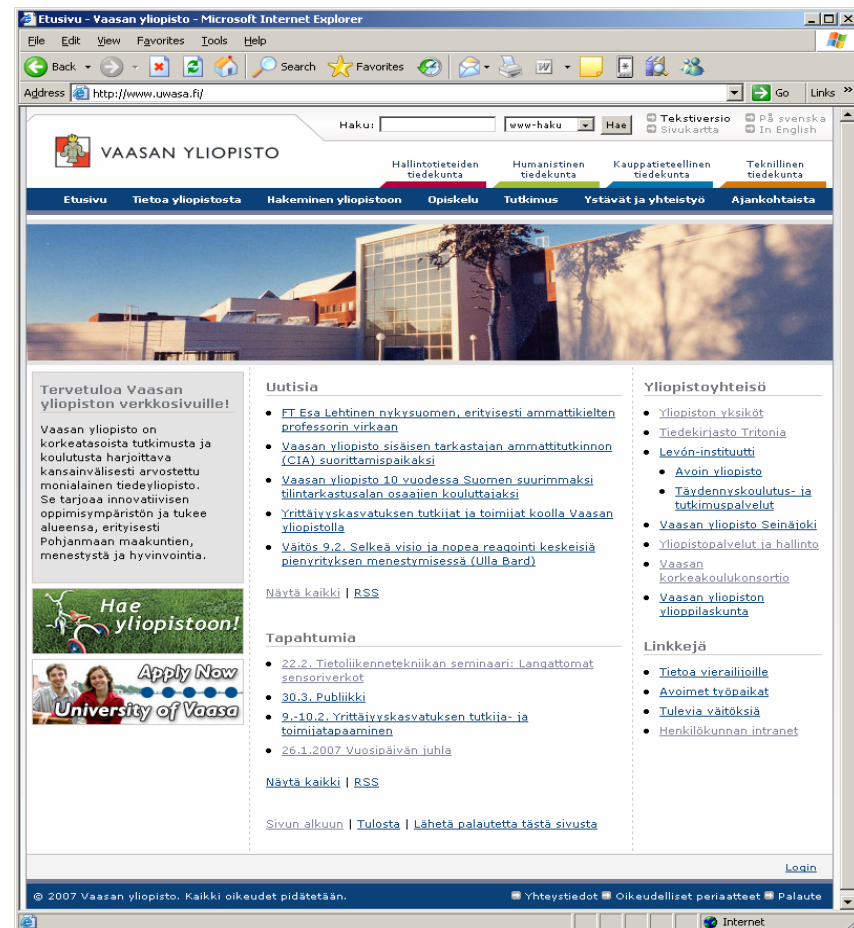 Etusivu - Vaasan yliopisto - Microsoft Internet Explorer
File Edit View Favorites Tools Help
Back Search Favorites
Address http://www.uwasa.fi/ Go Links »
Haku: www-haku Hae
Tekstiversio På svenska
Sivukartta In English
VAASAN YLIOPISTO
Hallintotieteiden tiedekunta
Humanistinen tiedekunta
Kauppatieteellinen tiedekunta
Teknillinen tiedekunta
Etusivu Tietoa yliopistosta Hakeminen yliopistoon Opiskelu Tutkimus Ystävät ja yhteistyö Ajankohtaista
Tervetuloa Vaasan
yliopiston verkkosivuille!
Vaasan yliopisto on
korkeatasoista tutkimusta ja
koulutusta harjoittava
kansainvälisesti arvostettu
monialainen tiedeyliopisto.
Se tarjoaa innovatiivisen
oppimisympäristön ja tukee
alueensa, erityisesti
Pohjanmaan maakuntien,
menestystä ja hyvinvointia.
Hae
yliopistoon!
Apply Now
University of Vaasa
Uutisia
FT Esa Lehtinen nykysuomen, erityisesti ammattikielten
professorin virkaan
Vaasan yliopisto sisäisen tarkastajan ammattitutkinnon
(CIA) suorittamispaikaksi
Vaasan yliopisto 10 vuodessa Suomen suurimmaksi
tilintarkastusalan osaajien kouluttajaksi
Yrittäjyyskasvatuksen tutkijat ja toimijat koolla Vaasan
yliopistolla
Väitös 9.2. Selkeä visio ja nopea reagointi keskeisiä
pienyrityksen menestymisessä (Ulla Bard)
Näytä kaikki | RSS
Tapahtumia
22.2. Tietoliikennetekniikan seminaari: Langattomat
sensoriverkot
30.3. Publiikki
9.-10.2. Yrittäjyyskasvatuksen tutkija- ja
toimijatapaaminen
26.1.2007 Vuosipäivän juhla
Näytä kaikki | RSS
Sivun alkuun | Tulosta | Lähetä palautetta tästä sivusta
Yliopistoyhteisö
Yliopiston yksiköt
Tiedekirjasto Tritonia
Levón-instituutti
Avoin yliopisto
Täydennyskoulutus- ja
tutkimuspalvelut
Vaasan yliopisto Seinäjoki
Yliopistopalvelut ja hallinto
Vaasan
korkeakoulukonsortio
Vaasan yliopiston
ylioppilaskunta
Linkkejä
Tietoa vierailijoille
Avoimet työpaikat
Tulevia väitöksiä
Henkilökunnan intranet
Login
© 2007 Vaasan yliopisto. Kaikki oikeudet pidätetään. Yhteystiedot Oikeudelliset periaatteet Palaute
Internet